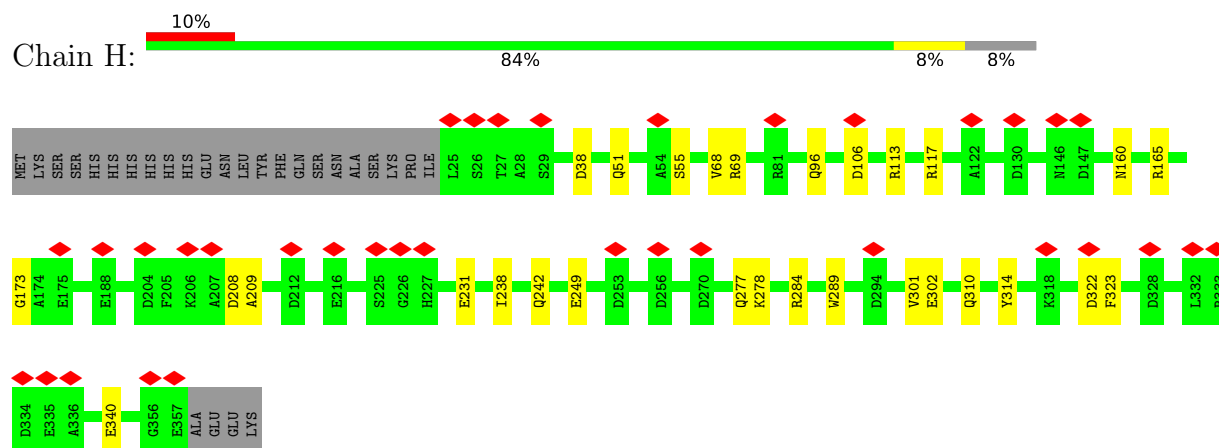 10%
Chain H:
84% 8% 8%
MET LYS SER SER HIS HIS HIS HIS HIS HIS GLU ASN LEU TYR PHE GLN SER ASN ALA SER LYS PRO ILE L25 S26 T27 A28 S29 D38 Q51 A54 S55 V68 R69 R81 Q96 D106 R113 R117 A122 D130 N146 D147 N160 R165
G173 A174 E175 E188 D204 F205 K206 A207 D208 A209 D212 E216 S225 G226 H227 E231 I238 Q242 E249 D253 D256 D270 Q277 K278 R284 W289 D294 V301 E302 Q310 Y314 K318 D322 F323 D328 L332
D334 E335 A336 E340 G356 E357 ALA GLU GLU LYS